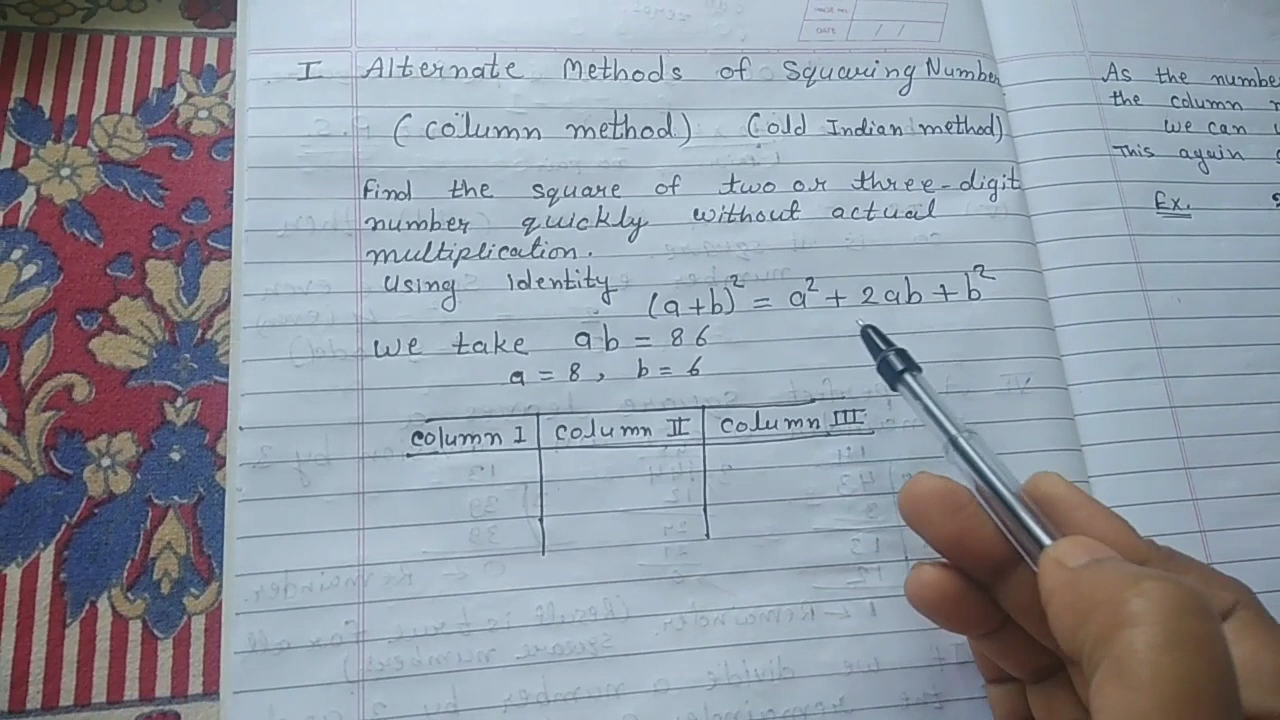 DATE / /
I Alternate Methods of Squaring Number
(column method) (old Indian method)
Find the square of two or three-digit
number quickly without actual
multiplication.
Using Identity (a+b)² = a² + 2ab + b²
We take ab = 86
a = 8, b = 6
column I column II column III
As the number
the column
we can
This again
Ex.